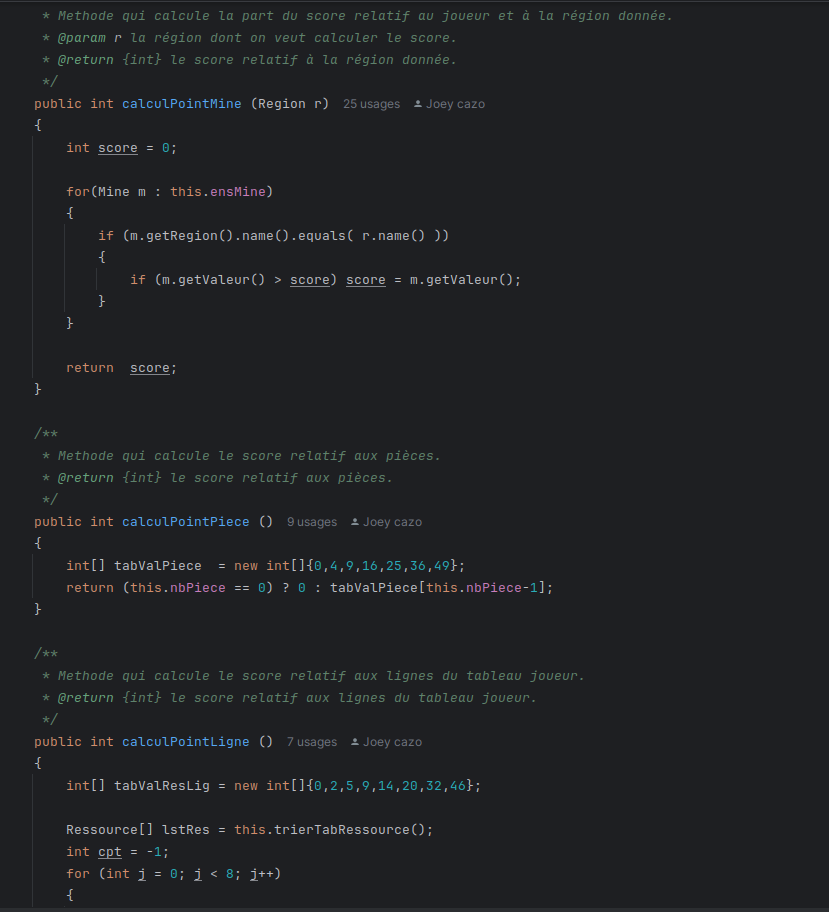 * Methode qui calcule la part du score relatif au joueur et à la région donnée.
 * @param r la région dont on veut calculer le score.
 * @return {int} le score relatif à la région donnée.
 */
public int calculPointMine (Region r)  25 usages  Joey cazo
{
    int score = 0;

    for(Mine m : this.ensMine)
    {
        if (m.getRegion().name().equals( r.name() ))
        {
            if (m.getValeur() > score) score = m.getValeur();
        }
    }

    return  score;
}

/**
 * Methode qui calcule le score relatif aux pièces.
 * @return {int} le score relatif aux pièces.
 */
public int calculPointPiece ()  9 usages  Joey cazo
{
    int[] tabValPiece  = new int[]{0,4,9,16,25,36,49};
    return (this.nbPiece == 0) ? 0 : tabValPiece[this.nbPiece-1];
}

/**
 * Methode qui calcule le score relatif aux lignes du tableau joueur.
 * @return {int} le score relatif aux lignes du tableau joueur.
 */
public int calculPointLigne ()  7 usages  Joey cazo
{
    int[] tabValResLig = new int[]{0,2,5,9,14,20,32,46};

    Ressource[] lstRes = this.trierTabRessource();
    int cpt = -1;
    for (int j = 0; j < 8; j++)
    {